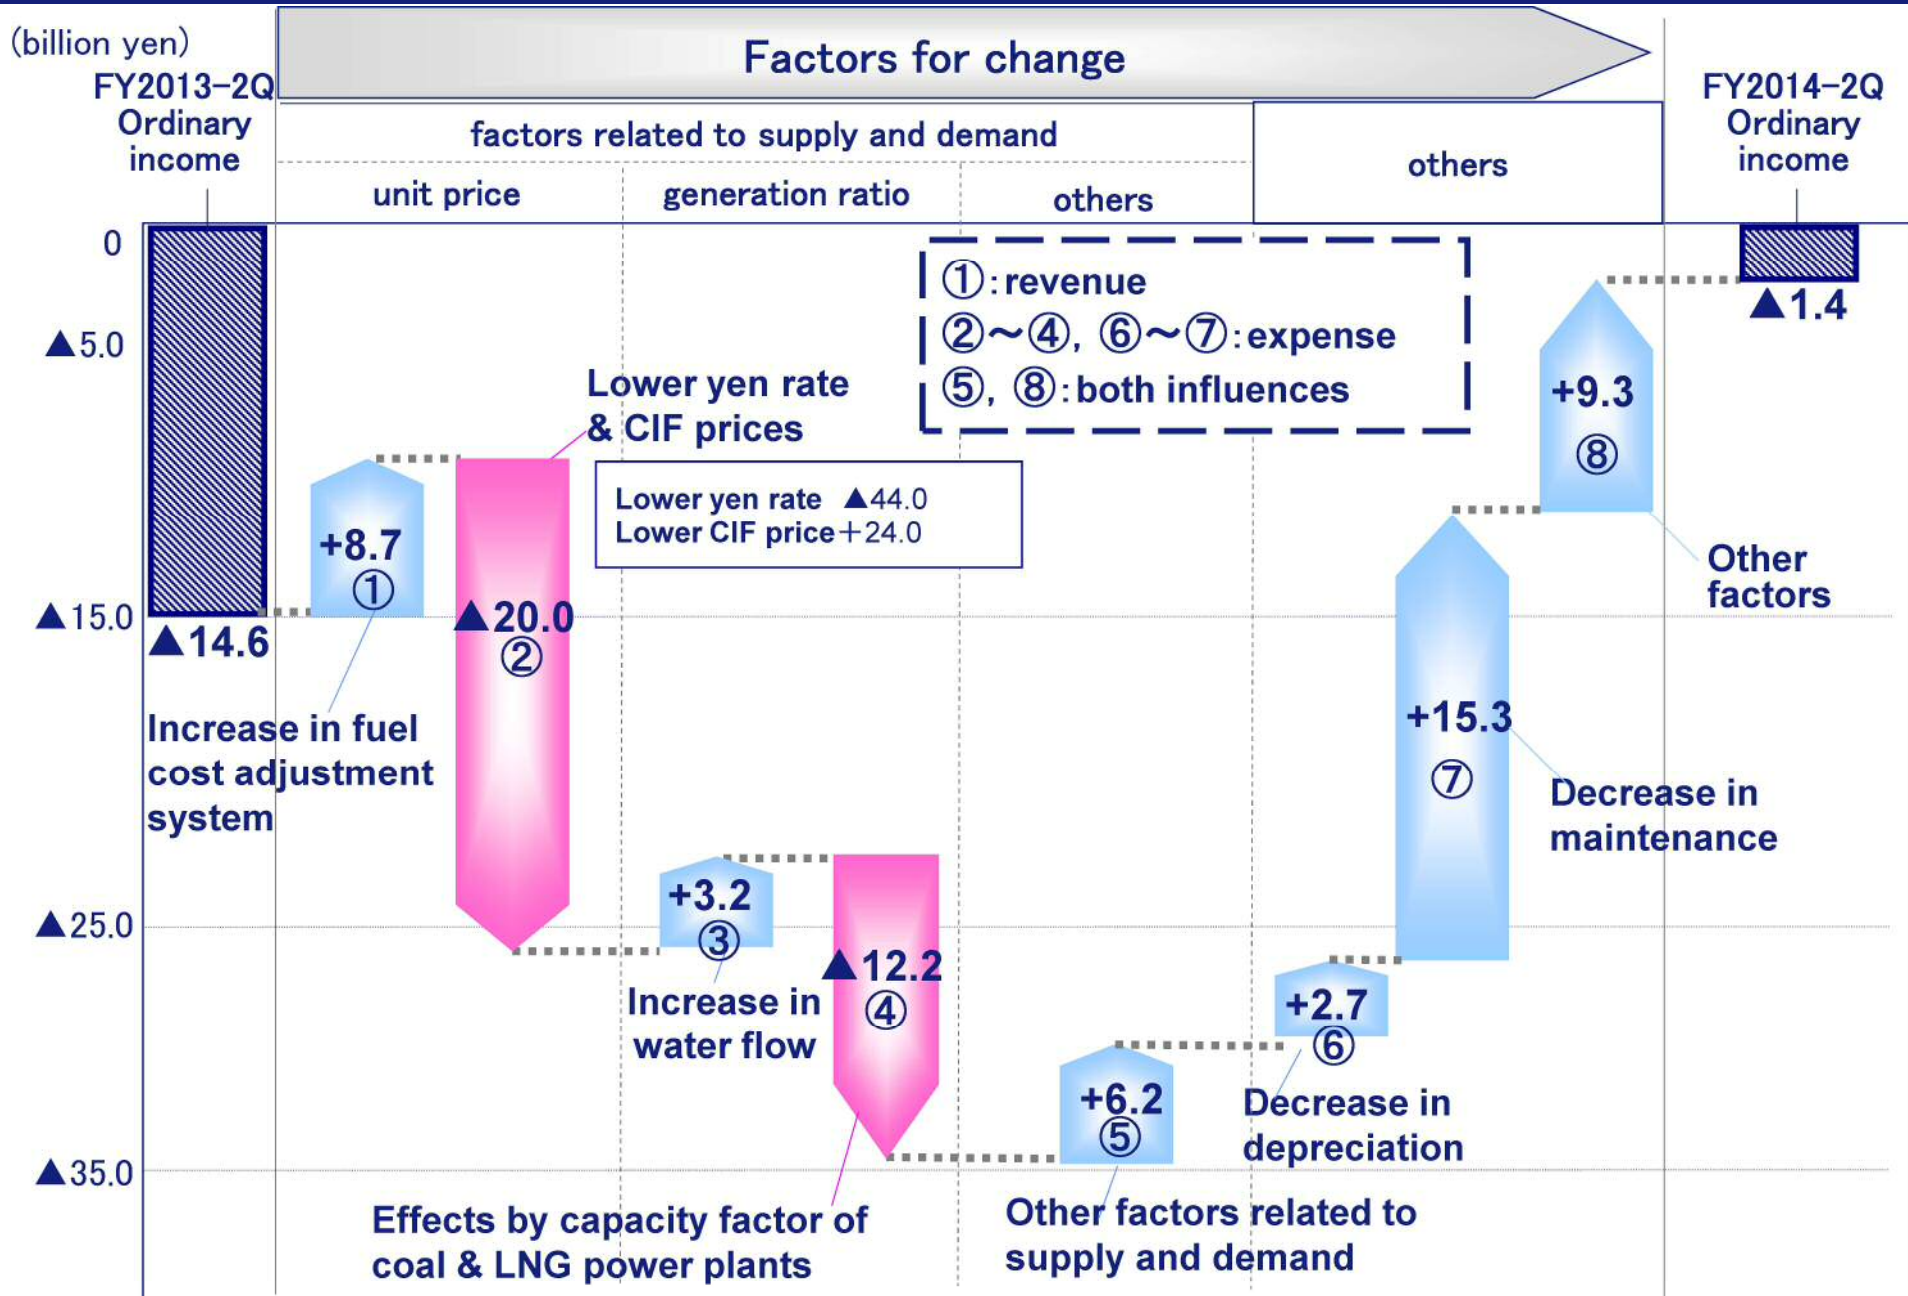 (billion yen)
Factors for change
FY2013-2Q
Ordinary
income
FY2014-2Q
Ordinary
income
factors related to supply and demand
others
unit price
generation ratio
others
0
▲5.0
▲15.0
▲25.0
▲35.0
▲14.6
▲1.4
①:revenue
②～④, ⑥～⑦:expense
⑤, ⑧:both influences
Lower yen rate
& CIF prices
Lower yen rate ▲44.0
Lower CIF price+24.0
+8.7
①
Increase in fuel
cost adjustment
system
▲20.0
②
+3.2
③
Increase in
water flow
▲12.2
④
Effects by capacity factor of
coal & LNG power plants
+6.2
⑤
Other factors related to
supply and demand
+2.7
⑥
Decrease in
depreciation
+15.3
⑦
Decrease in
maintenance
+9.3
⑧
Other
factors